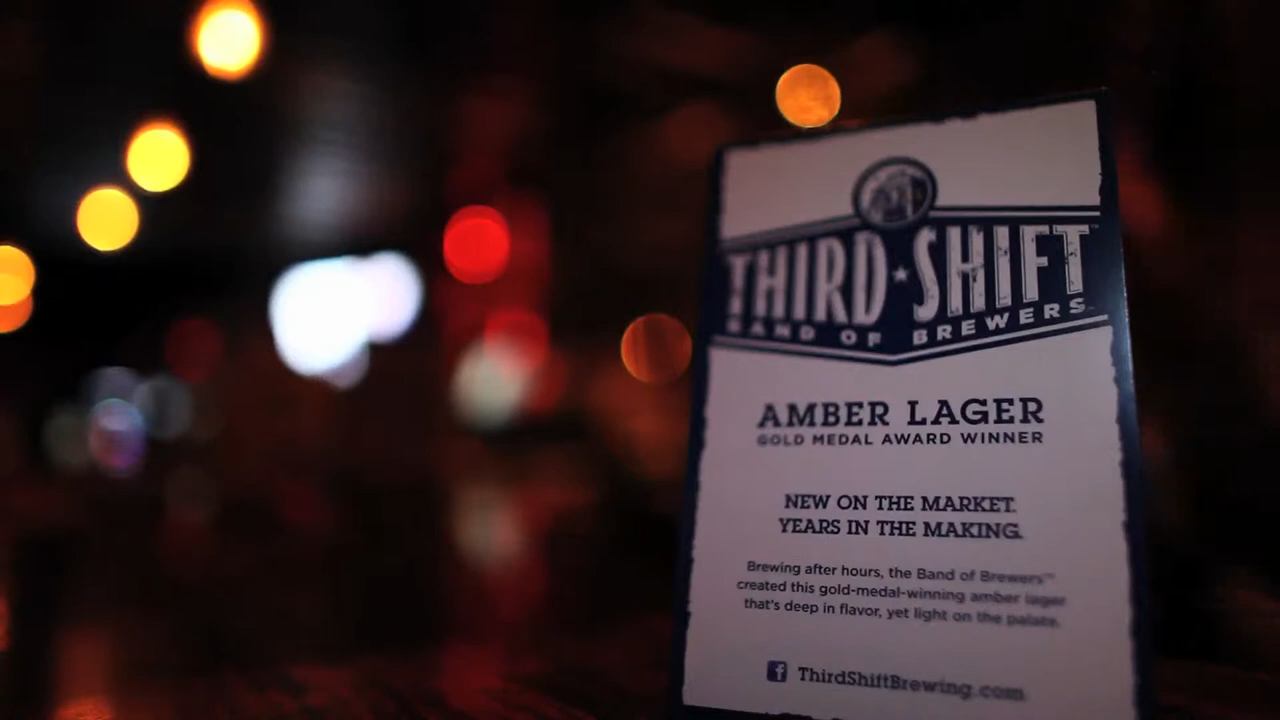 THIRD★SHIFT™
BAND OF BREWERS™
AMBER LAGER
GOLD MEDAL AWARD WINNER
NEW ON THE MARKET.
YEARS IN THE MAKING.
Brewing after hours, the Band of Brewers™
created this gold-medal-winning amber lager
that's deep in flavor, yet light on the palate.
ThirdShiftBrewing.com